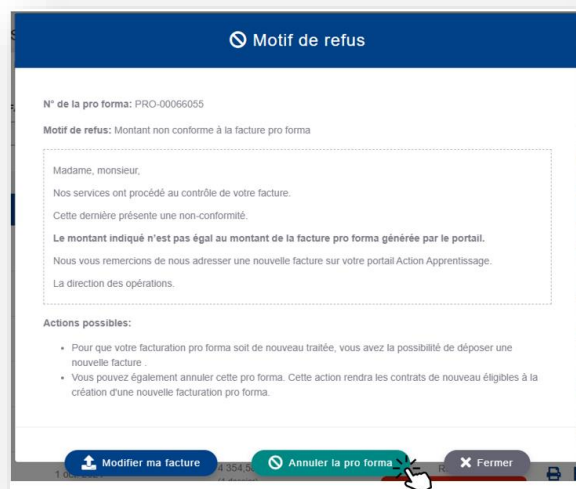 Motif de refus
N° de la pro forma: PRO-00066055
Motif de refus: Montant non conforme à la facture pro forma
Madame, monsieur,
Nos services ont procédé au contrôle de votre facture.
Cette dernière présente une non-conformité.
Le montant indiqué n'est pas égal au montant de la facture pro forma générée par le portail.
Nous vous remercions de nous adresser une nouvelle facture sur votre portail Action Apprentissage.
La direction des opérations.
Actions possibles:
• Pour que votre facturation pro forma soit de nouveau traitée, vous avez la possibilité de déposer une
nouvelle facture .
• Vous pouvez également annuler cette pro forma. Cette action rendra les contrats de nouveau éligibles à la
création d'une nouvelle facturation pro forma.
Modifier ma facture
Annuler la pro forma
Fermer